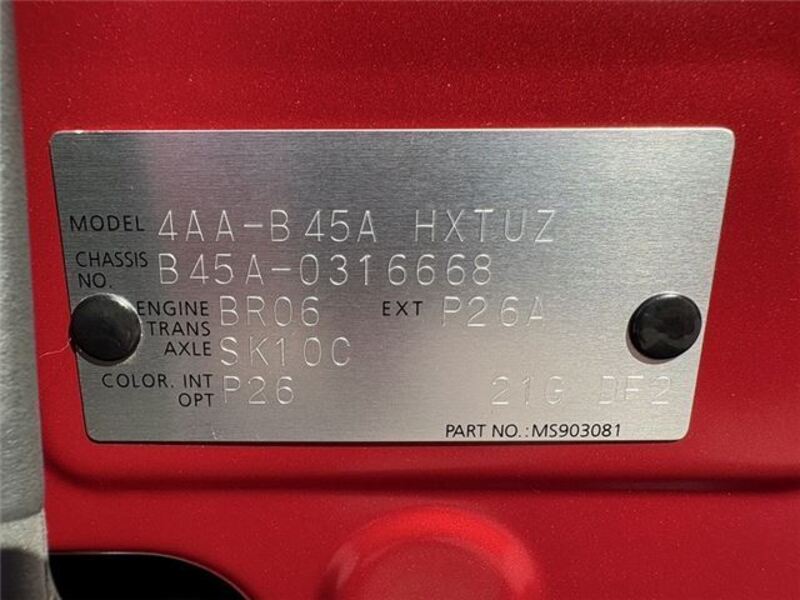 MODEL 4AA-B45A HXTUZ
CHASSIS NO. B45A-0316668
ENGINE BR06 EXT P26A
TRANS AXLE SK10C
COLOR. INT OPT P26 21G DF2
PART NO.: MS903081